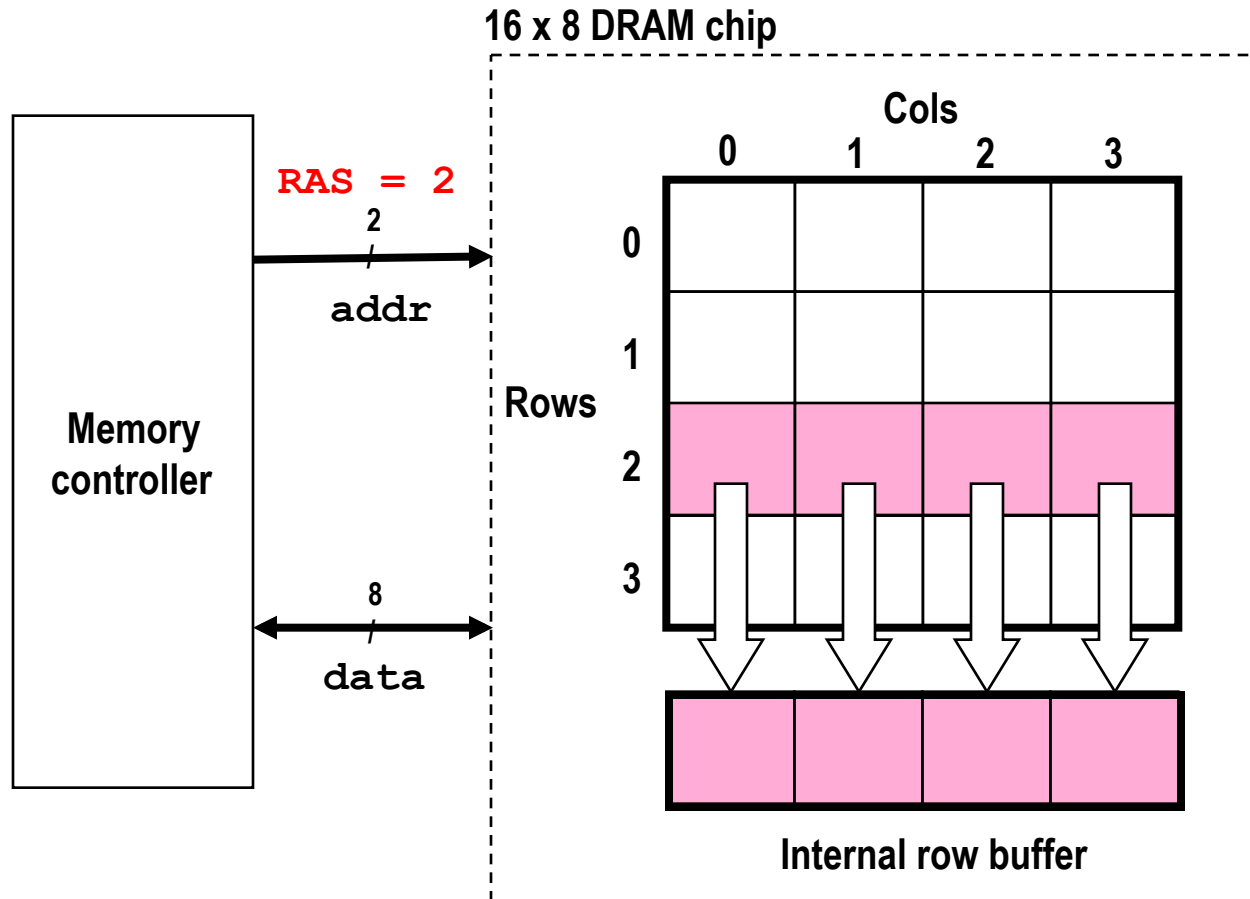 16 x 8 DRAM chip
Cols
0 1 2 3
RAS = 2
2
addr
0
1
Rows
2
3
Memory
controller
8
data
Internal row buffer